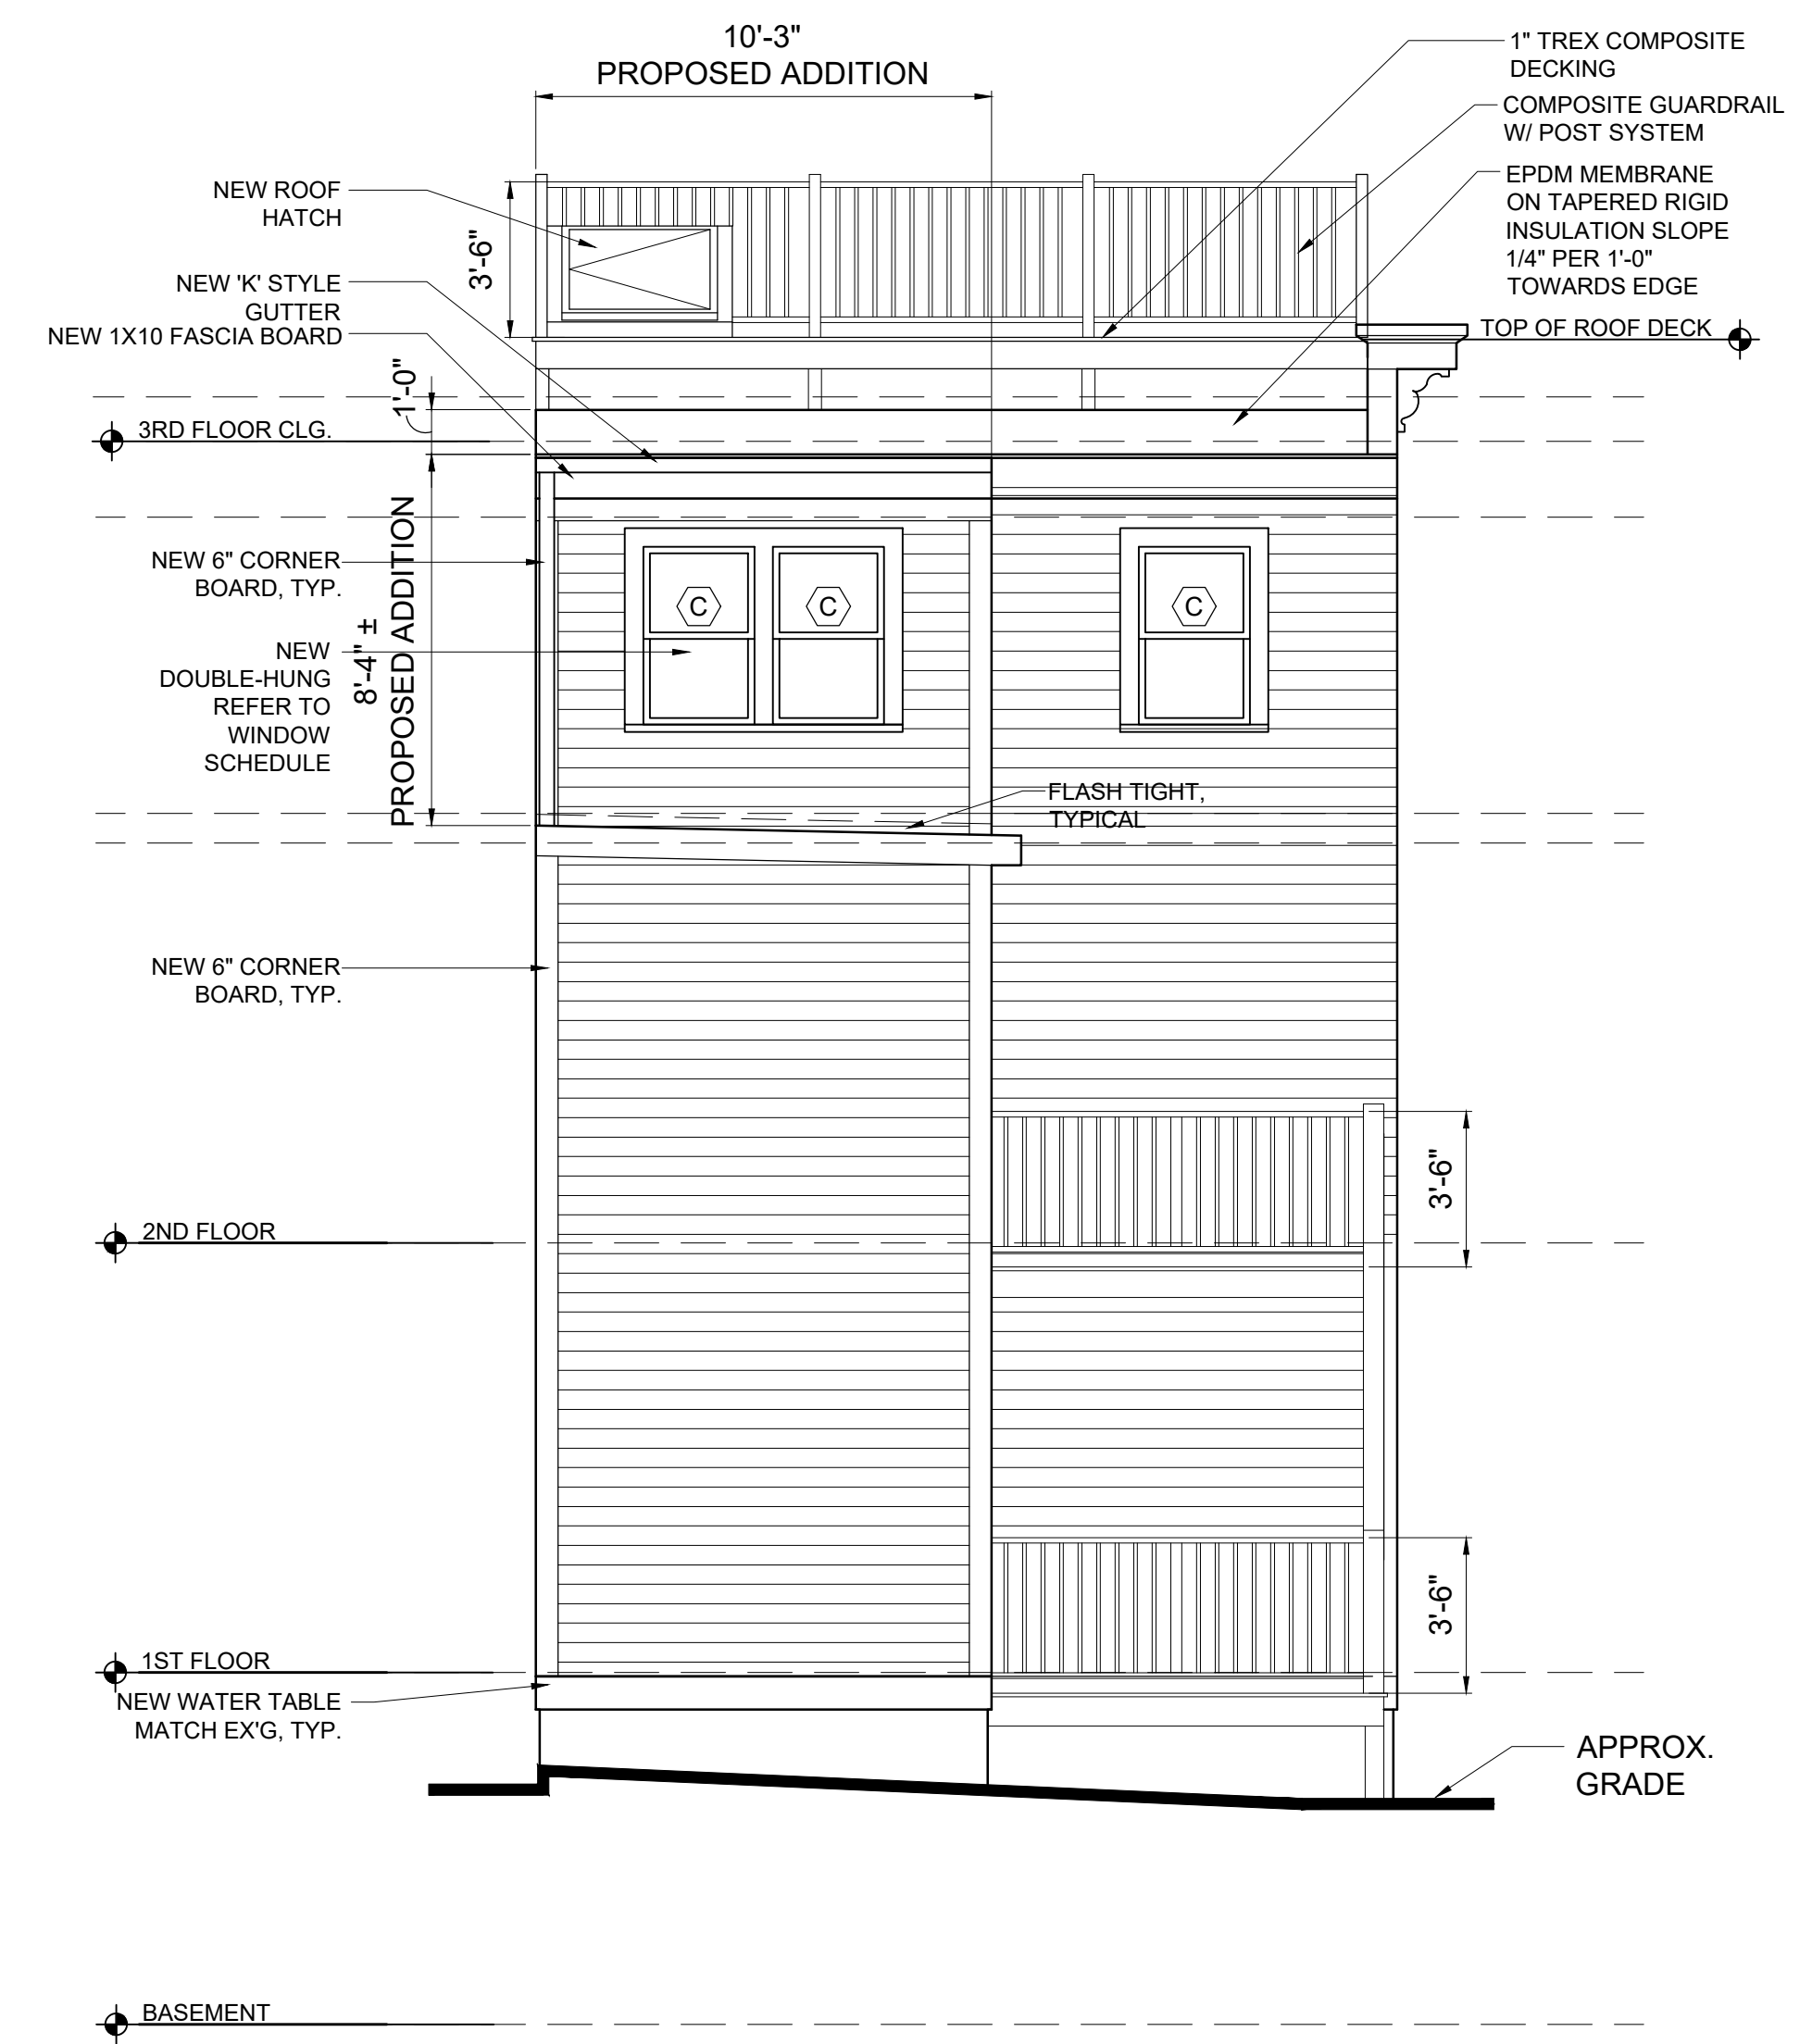 10'-3"
PROPOSED ADDITION
1" TREX COMPOSITE
DECKING
COMPOSITE GUARDRAIL
W/ POST SYSTEM
EPDM MEMBRANE
ON TAPERED RIGID
INSULATION SLOPE
1/4" PER 1'-0"
TOWARDS EDGE
TOP OF ROOF DECK
NEW ROOF
HATCH
3'-6"
NEW 'K' STYLE
GUTTER
NEW 1X10 FASCIA BOARD
1'-0"
3RD FLOOR CLG.
NEW 6" CORNER
BOARD, TYP.
8'-4" ±
PROPOSED ADDITION
C
C
C
NEW
DOUBLE-HUNG
REFER TO
WINDOW
SCHEDULE
FLASH TIGHT,
TYPICAL
NEW 6" CORNER
BOARD, TYP.
3'-6"
2ND FLOOR
3'-6"
1ST FLOOR
NEW WATER TABLE
MATCH EX'G, TYP.
APPROX.
GRADE
BASEMENT